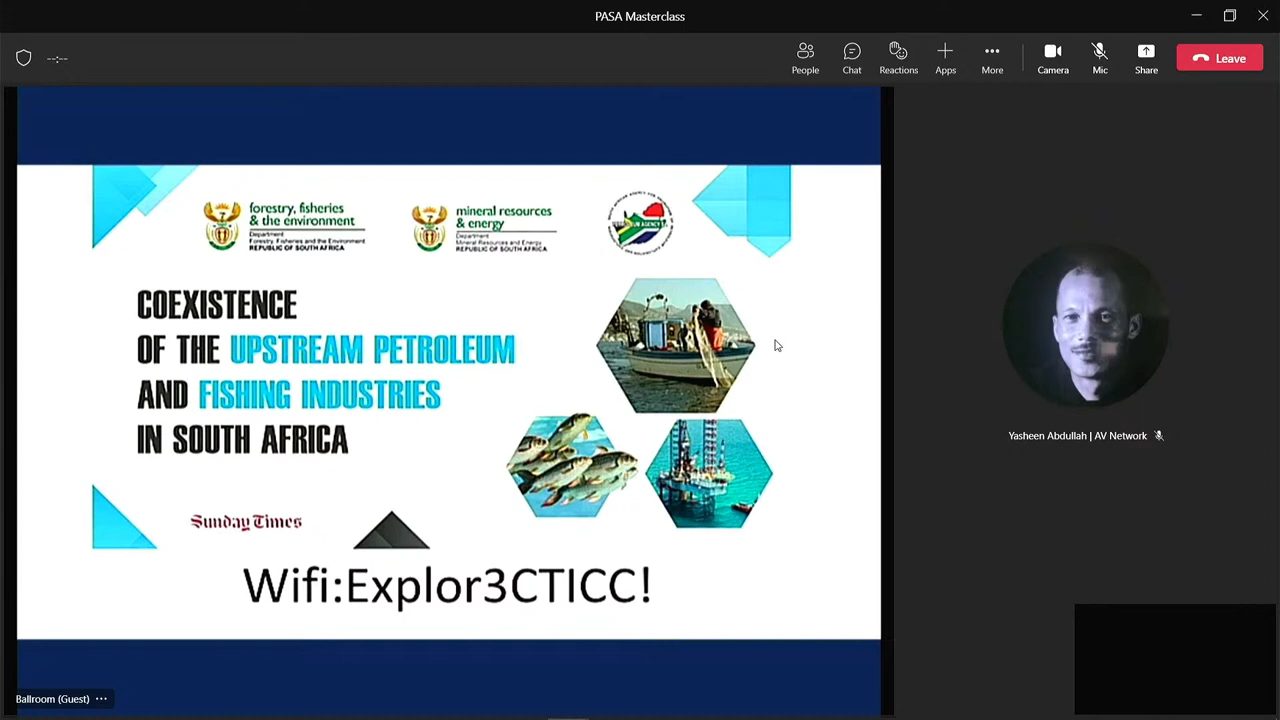 PASA Masterclass
--:--
People
Chat
Reactions
Apps
More
Camera
Mic
Share
Leave
forestry, fisheries
& the environment
Department
Forestry, Fisheries and the Environment
REPUBLIC OF SOUTH AFRICA
mineral resources
& energy
Department
Mineral Resources and Energy
REPUBLIC OF SOUTH AFRICA
COEXISTENCE
OF THE UPSTREAM PETROLEUM
AND FISHING INDUSTRIES
IN SOUTH AFRICA
Sunday Times
Wifi:Explor3CTICC!
Yasheen Abdullah | AV Network
Ballroom (Guest)